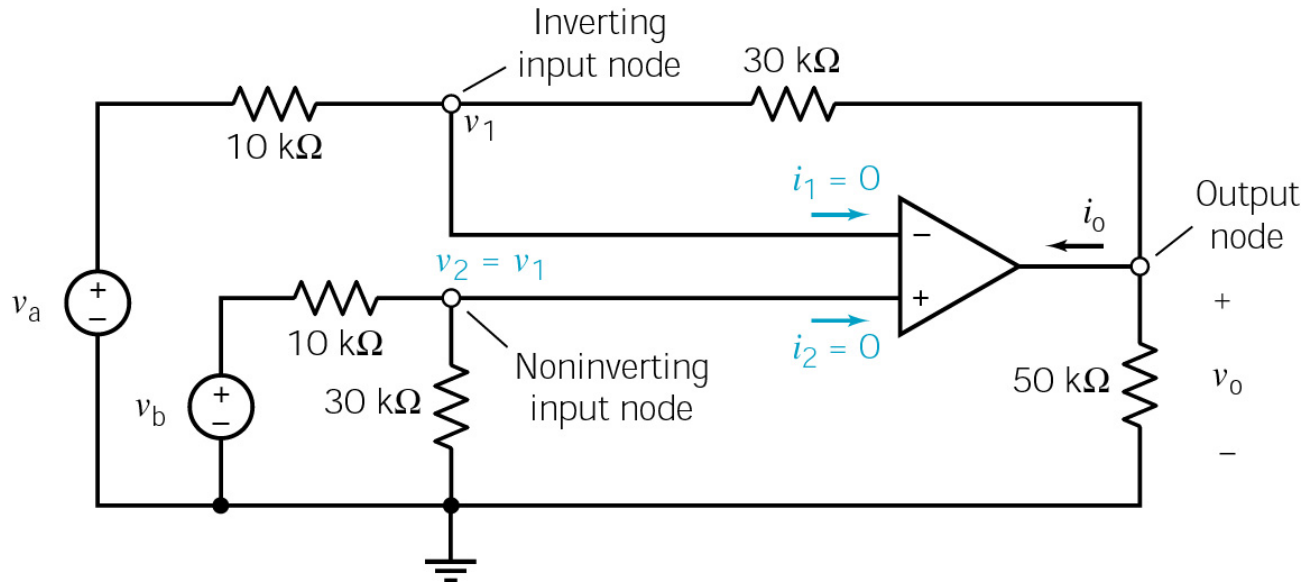 Inverting
input node
30 kΩ
10 kΩ
v1
i1 = 0
Output
node
io
−
v2 = v1
+
−
va
+
+
10 kΩ
i2 = 0
Noninverting
input node
50 kΩ
vo
vb
+
−
30 kΩ
−